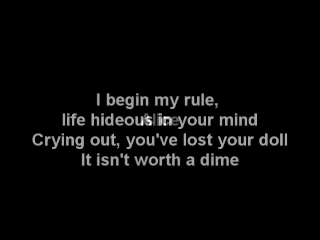 I begin my rule,
life hideous in your mind
Crying out, you've lost your doll
It isn't worth a dime